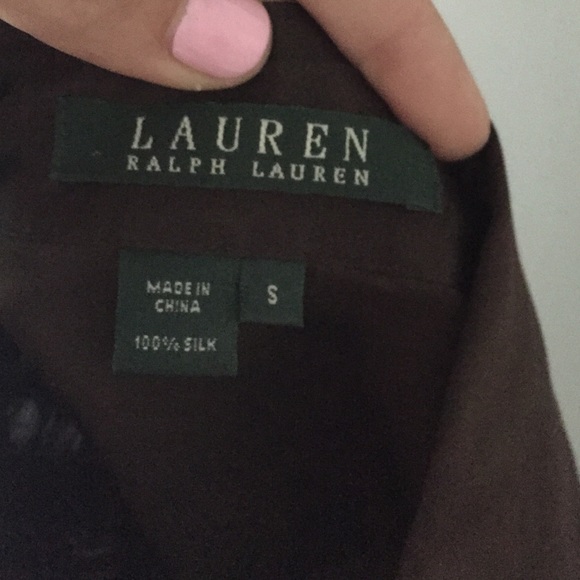 LAUREN
RALPH LAUREN
MADE IN
CHINA
100% SILK
S